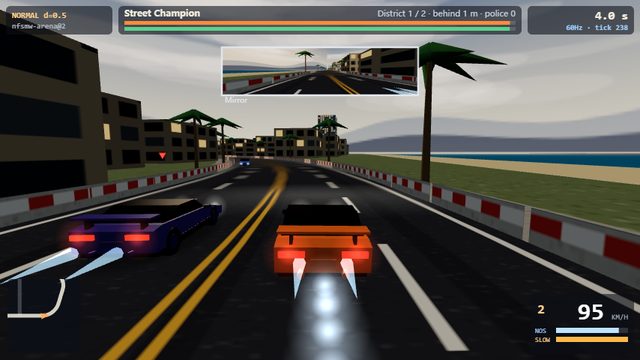 NORMAL d=0.5
nfsmw-arena@2
Street Champion
District 1 / 2 · behind 1 m · police 0
4.0 s
60Hz · tick 238
Mirror
2
95 KM/H
NOS
SLOW